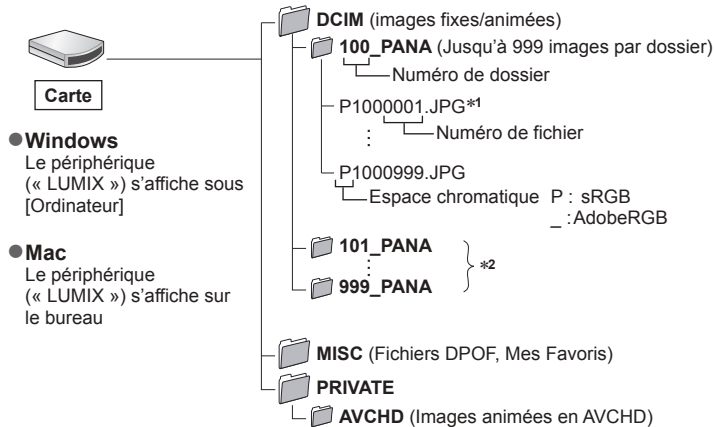 DCIM (images fixes/animées)
100_PANA (Jusqu'à 999 images par dossier)
Numéro de dossier
Carte
P1000001.JPG*1
Numéro de fichier
●Windows
Le périphérique
(« LUMIX ») s'affiche sous
[Ordinateur]
P1000999.JPG
Espace chromatique P : sRGB
_ :AdobeRGB
●Mac
Le périphérique
(« LUMIX ») s'affiche sur
le bureau
101_PANA
*2
999_PANA
MISC (Fichiers DPOF, Mes Favoris)
PRIVATE
AVCHD (Images animées en AVCHD)